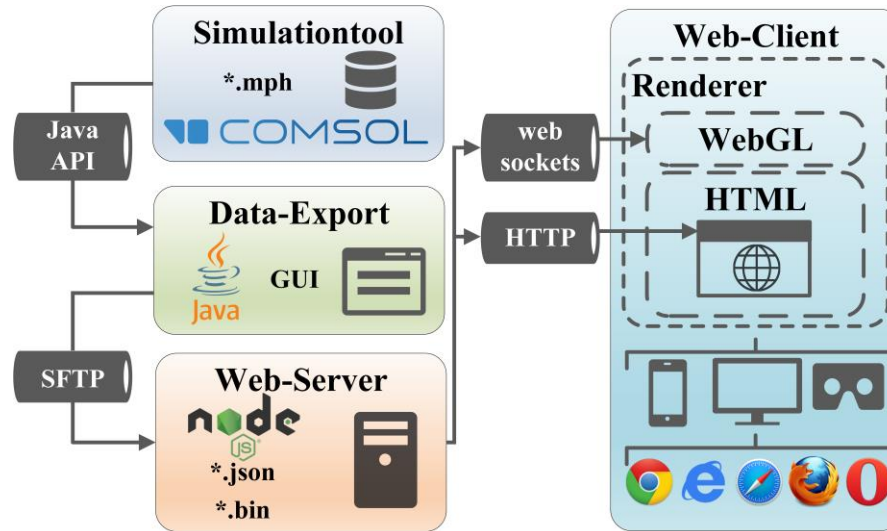 Simulationtool
*.mph
COMSOL
Java
API
Data-Export
Java
GUI
SFTP
Web-Server
node
JS
*.json
*.bin
web
sockets
HTTP
Web-Client
Renderer
WebGL
HTML